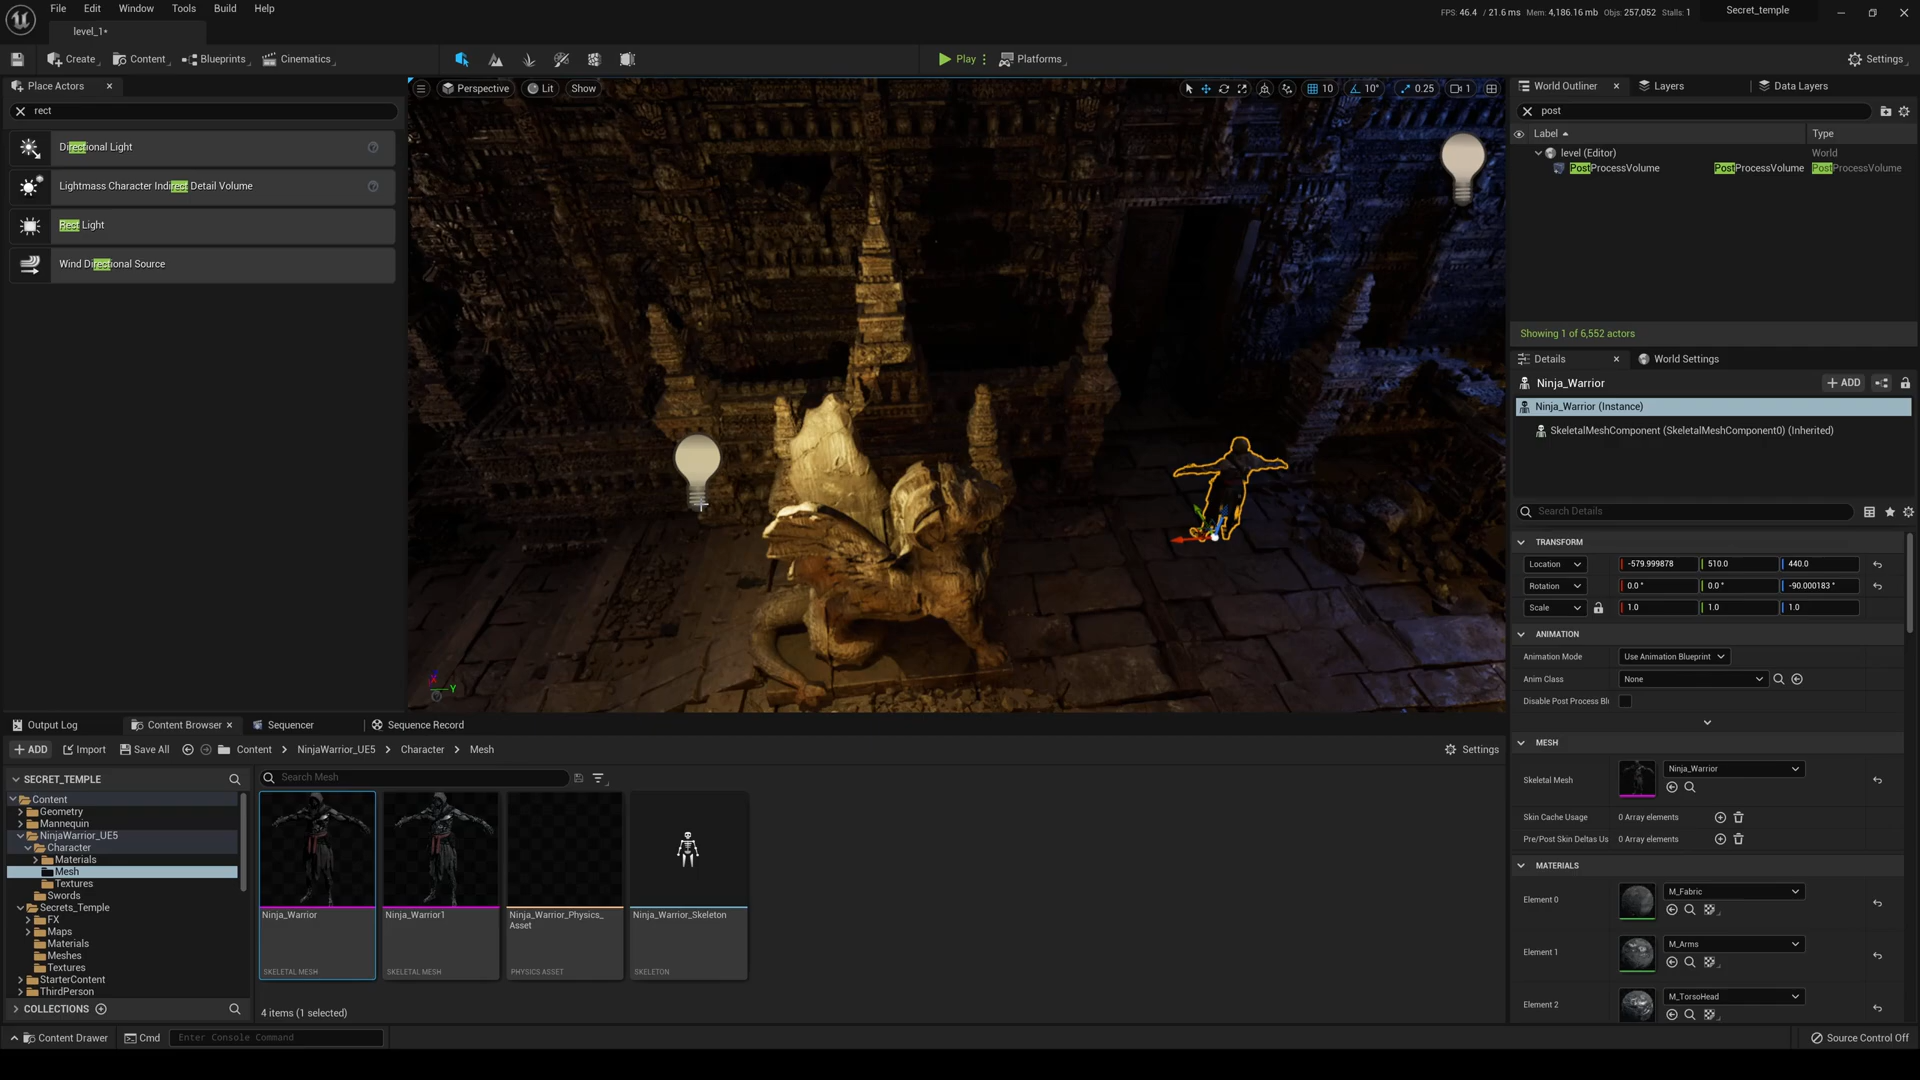 File Edit Window Tools Build Help
FPS: 46.4 / 21.6 ms Mem: 4,186.16 mb Objs: 257,052 Stalls: 1
Secret_temple
level_1*
Create
Content
Blueprints
Cinematics
Play
Platforms
Settings
Place Actors
rect
Directional Light
Lightmass Character Indirect Detail Volume
Rect Light
Wind Directional Source
Perspective
Lit
Show
10
10°
0.25
1
X
Y
World Outliner
Layers
Data Layers
post
Label
Type
level (Editor)
World
PostProcessVolume
PostProcessVolume
PostProcessVolume
Showing 1 of 6,552 actors
Details
World Settings
Ninja_Warrior
ADD
Ninja_Warrior (Instance)
SkeletalMeshComponent (SkeletalMeshComponent0) (Inherited)
Search Details
TRANSFORM
Location -579.999878 510.0 440.0
Rotation 0.0 ° 0.0 ° -90.000183 °
Scale 1.0 1.0 1.0
ANIMATION
Animation Mode Use Animation Blueprint
Anim Class None
Disable Post Process Bl
MESH
Skeletal Mesh
Ninja_Warrior
Skin Cache Usage 0 Array elements
Pre/Post Skin Deltas Us 0 Array elements
MATERIALS
Element 0
M_Fabric
Element 1
M_Arms
Element 2
M_TorsoHead
Output Log
Content Browser
Sequencer
Sequence Record
ADD
Import
Save All
Content
NinjaWarrior_UE5
Character
Mesh
Settings
SECRET_TEMPLE
Search Mesh
Content
Geometry
Mannequin
NinjaWarrior_UE5
Character
Materials
Mesh
Textures
Swords
Secrets_Temple
FX
Maps
Materials
Meshes
Textures
StarterContent
ThirdPerson
COLLECTIONS
Ninja_Warrior
SKELETAL MESH
Ninja_Warrior1
SKELETAL MESH
Ninja_Warrior_Physics_
Asset
PHYSICS ASSET
Ninja_Warrior_Skeleton
SKELETON
4 items (1 selected)
Content Drawer
Cmd
Enter Console Command
Source Control Off